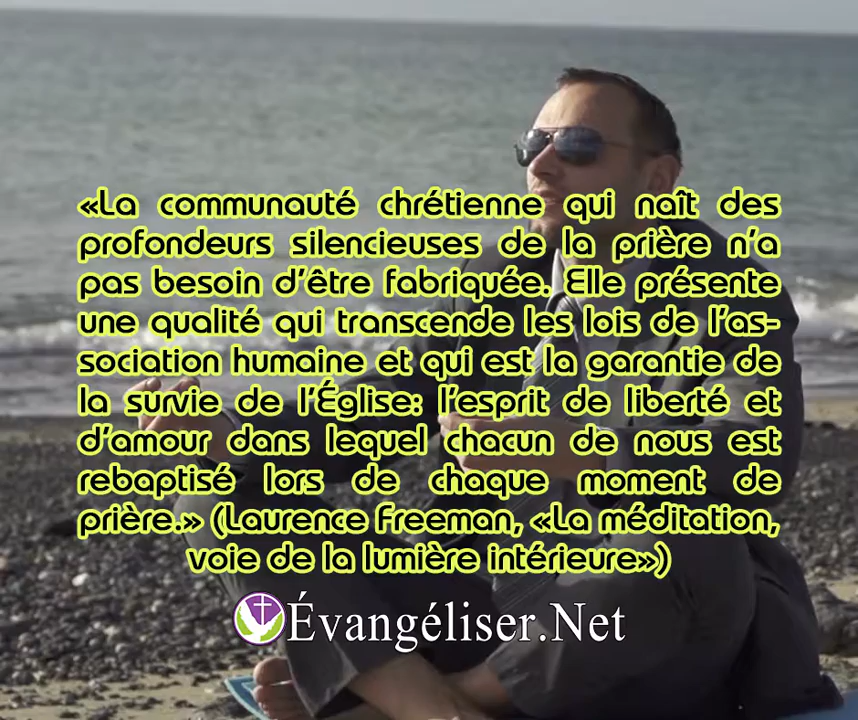 «La communauté chrétienne qui naît des
profondeurs silencieuses de la prière n'a
pas besoin d'être fabriquée. Elle présente
une qualité qui transcende les lois de l'as-
sociation humaine et qui est la garantie de
la survie de l'Église: l'esprit de liberté et
d'amour dans lequel chacun de nous est
rebaptisé lors de chaque moment de
prière.» (Laurence Freeman, «La méditation,
voie de la lumière intérieure»)
Évangéliser.Net